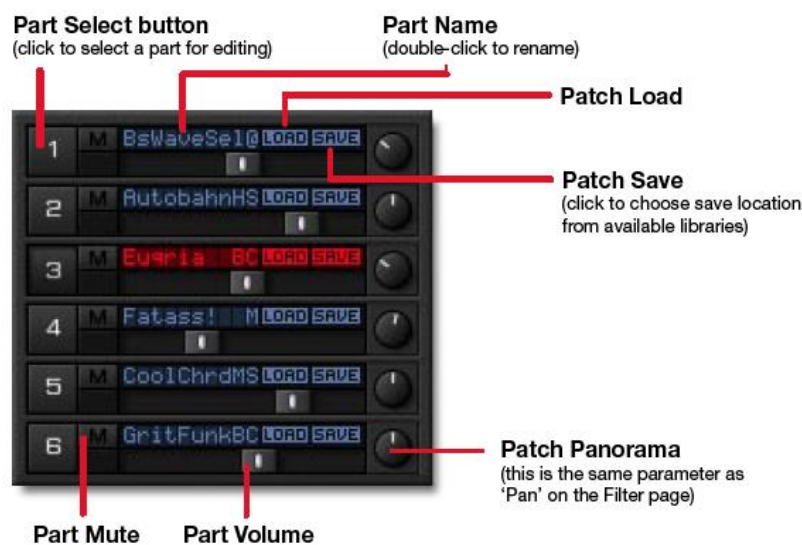 Part Select button
(click to select a part for editing)
Part Name
(double-click to rename)
Patch Load
1 M BsWaveSel@ LOAD SAVE
Patch Save
(click to choose save location
from available libraries)
2 M AutobahnHS LOAD SAVE
3 M Euqria BC LOAD SAVE
4 M Fatass! M LOAD SAVE
5 M CoolChrdMS LOAD SAVE
6 M GritFunkBC LOAD SAVE
Patch Panorama
(this is the same parameter as
'Pan' on the Filter page)
Part Mute
Part Volume